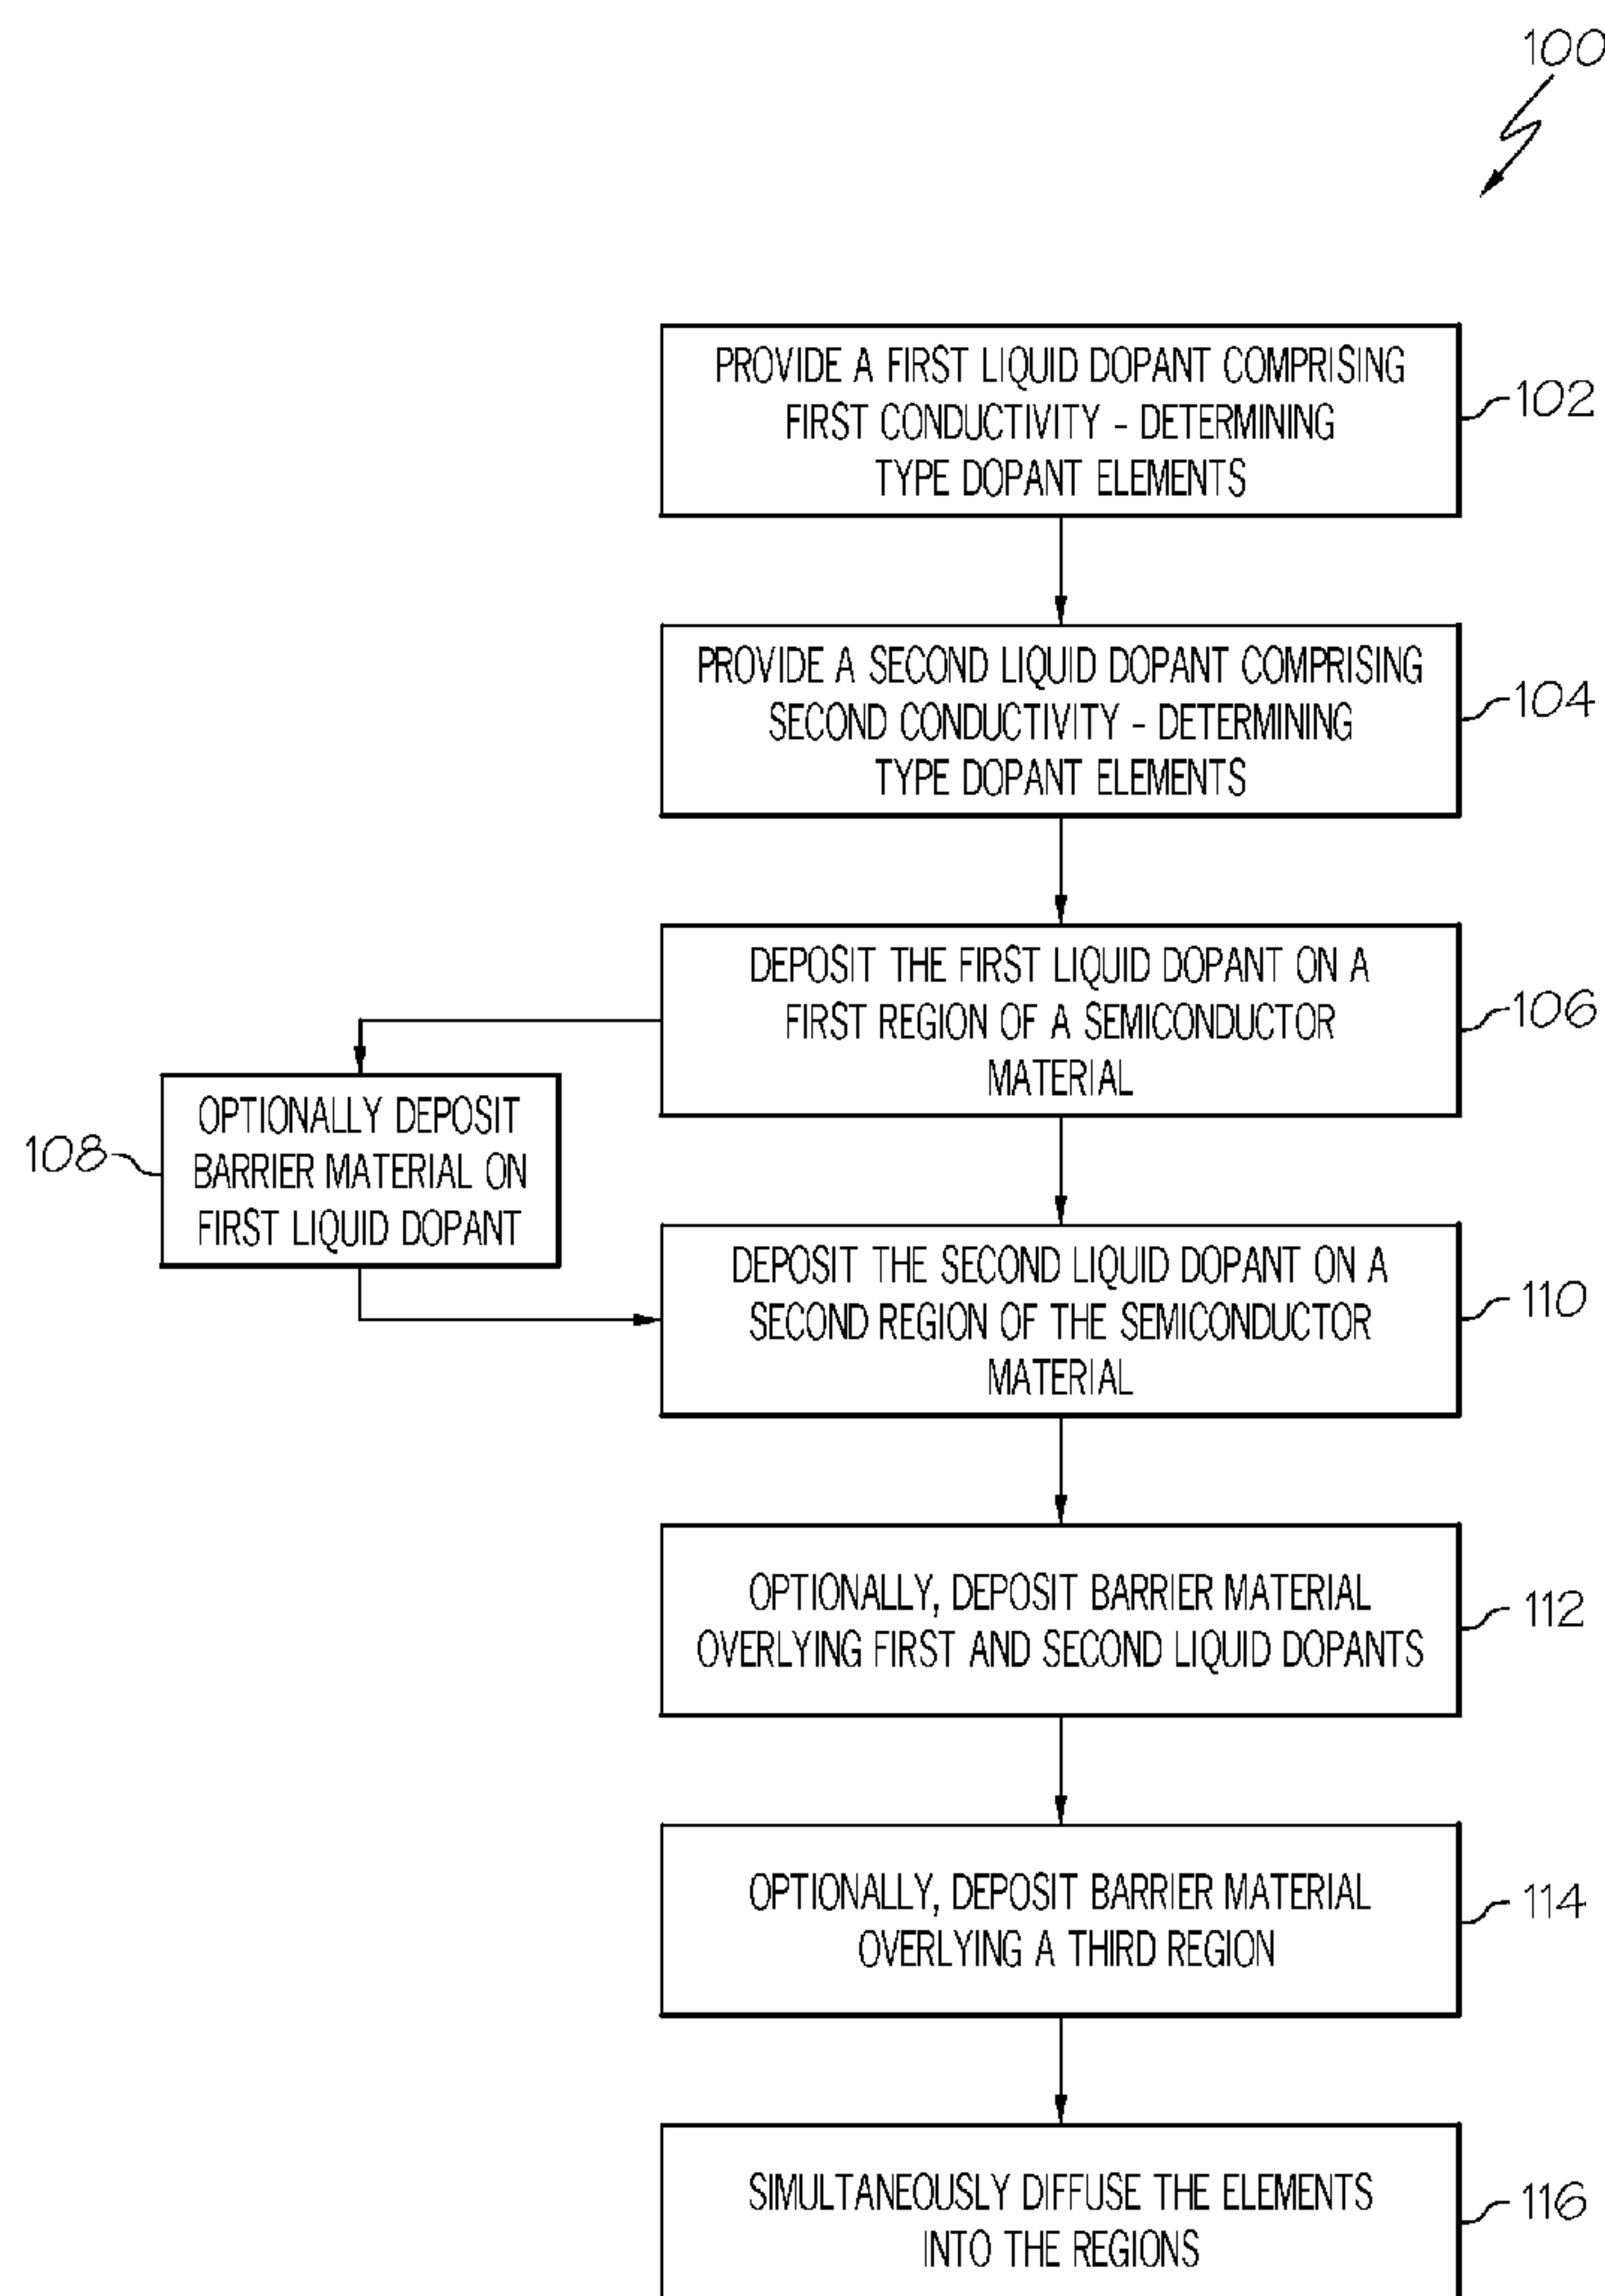 100
PROVIDE A FIRST LIQUID DOPANT COMPRISING
FIRST CONDUCTIVITY - DETERMINING
TYPE DOPANT ELEMENTS
102
PROVIDE A SECOND LIQUID DOPANT COMPRISING
SECOND CONDUCTIVITY - DETERMINING
TYPE DOPANT ELEMENTS
104
DEPOSIT THE FIRST LIQUID DOPANT ON A
FIRST REGION OF A SEMICONDUCTOR
MATERIAL
106
OPTIONALLY DEPOSIT
BARRIER MATERIAL ON
FIRST LIQUID DOPANT
108
DEPOSIT THE SECOND LIQUID DOPANT ON A
SECOND REGION OF THE SEMICONDUCTOR
MATERIAL
110
OPTIONALLY, DEPOSIT BARRIER MATERIAL
OVERLYING FIRST AND SECOND LIQUID DOPANTS
112
OPTIONALLY, DEPOSIT BARRIER MATERIAL
OVERLYING A THIRD REGION
114
SIMULTANEOUSLY DIFFUSE THE ELEMENTS
INTO THE REGIONS
116